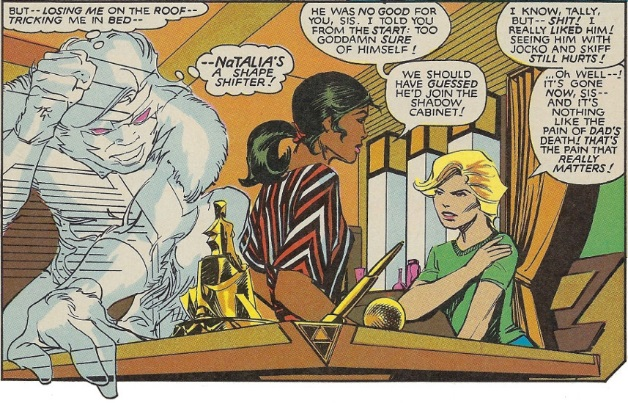 BUT--LOSING ME ON THE ROOF--
TRICKING ME IN BED--
--NaTALIA'S
A SHAPE
SHIFTER!
HE WAS NO GOOD FOR
YOU, SIS. I TOLD YOU
FROM THE START: TOO
GODDAMN SURE
OF HIMSELF!
WE SHOULD
HAVE GUESSED
HE'D JOIN THE
SHADOW
CABINET!
I KNOW, TALLY,
BUT--SHIT! I
REALLY LIKED HIM!
SEEING HIM WITH
JOCKO AND SKIFF
STILL HURTS!
...OH WELL--!
IT'S GONE
NOW, SIS--
AND IT'S
NOTHING
LIKE THE
PAIN OF DAD'S
DEATH! THAT'S
THE PAIN THAT
REALLY
MATTERS!